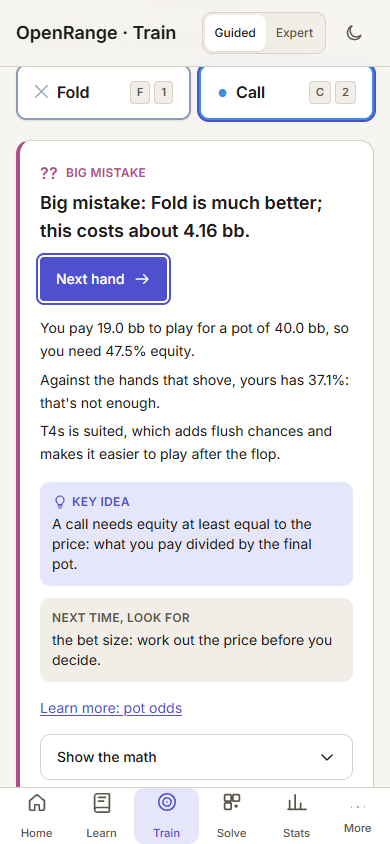 OpenRange · Train
Guided
Expert
Fold
F
1
Call
C
2
?? BIG MISTAKE
Big mistake: Fold is much better;
this costs about 4.16 bb.
Next hand →
You pay 19.0 bb to play for a pot of 40.0 bb, so
you need 47.5% equity.
Against the hands that shove, yours has 37.1%:
that's not enough.
T4s is suited, which adds flush chances and
makes it easier to play after the flop.
KEY IDEA
A call needs equity at least equal to the
price: what you pay divided by the final
pot.
NEXT TIME, LOOK FOR
the bet size: work out the price before you
decide.
Learn more: pot odds
Show the math
Home
Learn
Train
Solve
Stats
More